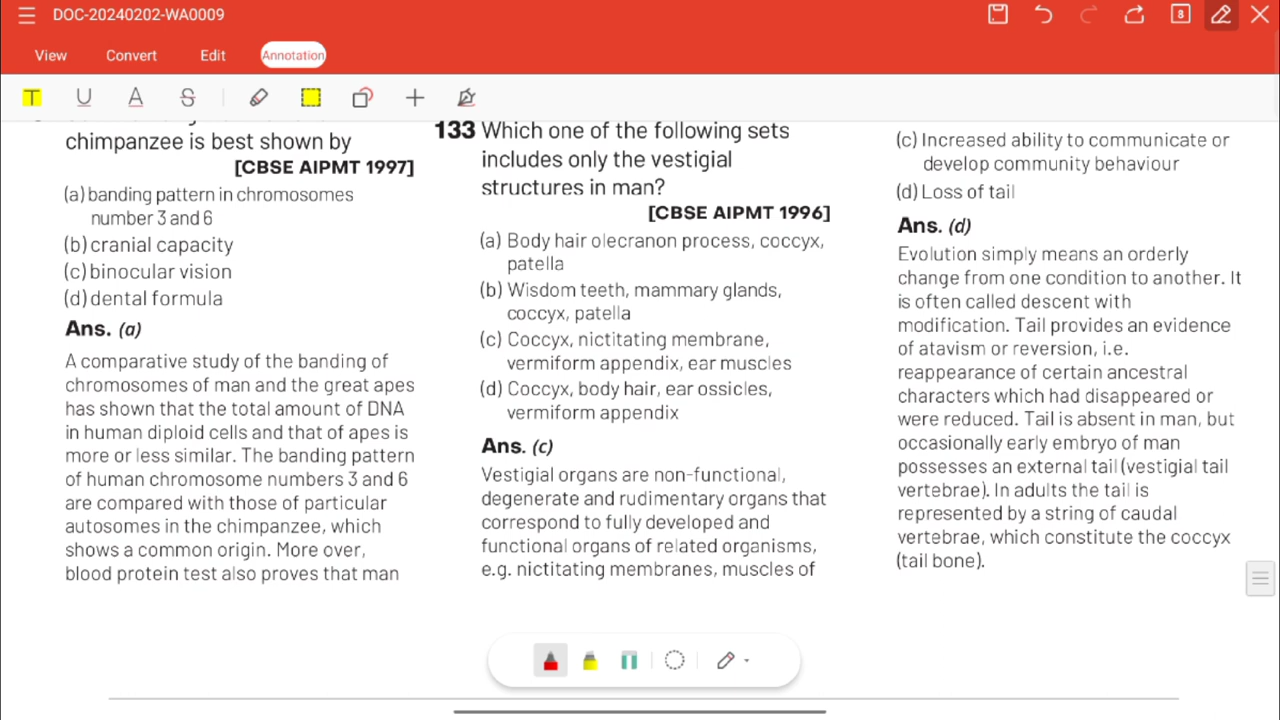 DOC-20240202-WA0009
8
View Convert Edit Annotation
T U A S
chimpanzee is best shown by
[CBSE AIPMT 1997]
(a) banding pattern in chromosomes
number 3 and 6
(b) cranial capacity
(c) binocular vision
(d) dental formula
Ans. (a)
A comparative study of the banding of
chromosomes of man and the great apes
has shown that the total amount of DNA
in human diploid cells and that of apes is
more or less similar. The banding pattern
of human chromosome numbers 3 and 6
are compared with those of particular
autosomes in the chimpanzee, which
shows a common origin. More over,
blood protein test also proves that man
133 Which one of the following sets
includes only the vestigial
structures in man?
[CBSE AIPMT 1996]
(a) Body hair olecranon process, coccyx,
patella
(b) Wisdom teeth, mammary glands,
coccyx, patella
(c) Coccyx, nictitating membrane,
vermiform appendix, ear muscles
(d) Coccyx, body hair, ear ossicles,
vermiform appendix
Ans. (c)
Vestigial organs are non-functional,
degenerate and rudimentary organs that
correspond to fully developed and
functional organs of related organisms,
e.g. nictitating membranes, muscles of
(c) Increased ability to communicate or
develop community behaviour
(d) Loss of tail
Ans. (d)
Evolution simply means an orderly
change from one condition to another. It
is often called descent with
modification. Tail provides an evidence
of atavism or reversion, i.e.
reappearance of certain ancestral
characters which had disappeared or
were reduced. Tail is absent in man, but
occasionally early embryo of man
possesses an external tail (vestigial tail
vertebrae). In adults the tail is
represented by a string of caudal
vertebrae, which constitute the coccyx
(tail bone).